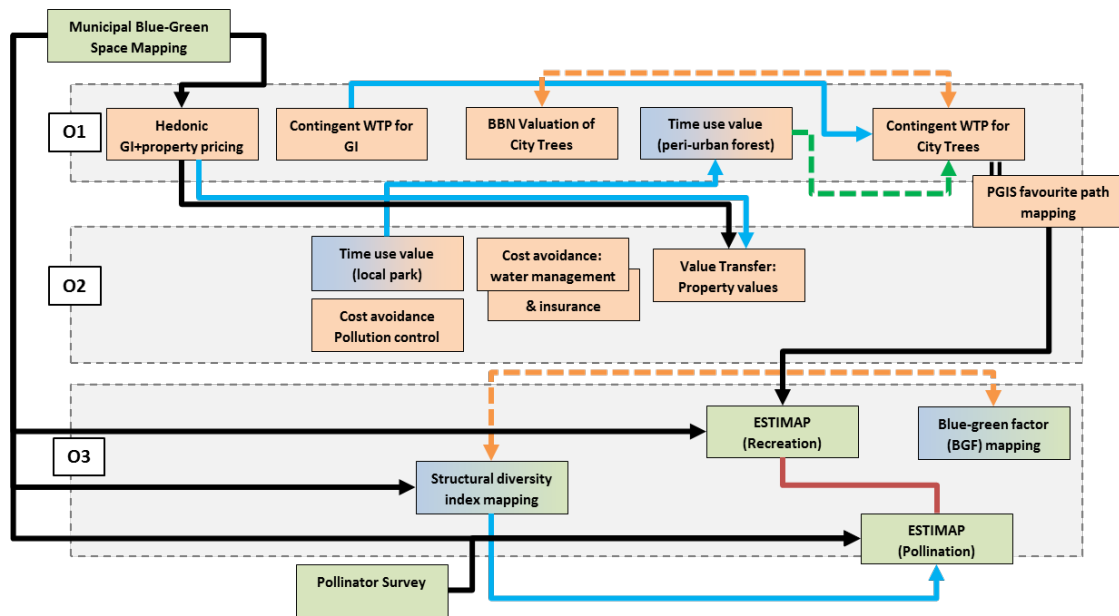 Municipal Blue-Green
Space Mapping
O1
Hedonic
GI+property pricing
Contingent WTP for
GI
BBN Valuation of
City Trees
Time use value
(peri-urban forest)
Contingent WTP for
City Trees
PGIS favourite path
mapping
O2
Time use value
(local park)
Cost avoidance:
water management
& insurance
Value Transfer:
Property values
Cost avoidance
Pollution control
O3
ESTIMAP
(Recreation)
Blue-green factor
(BGF) mapping
Structural diversity
index mapping
ESTIMAP
(Pollination)
Pollinator Survey